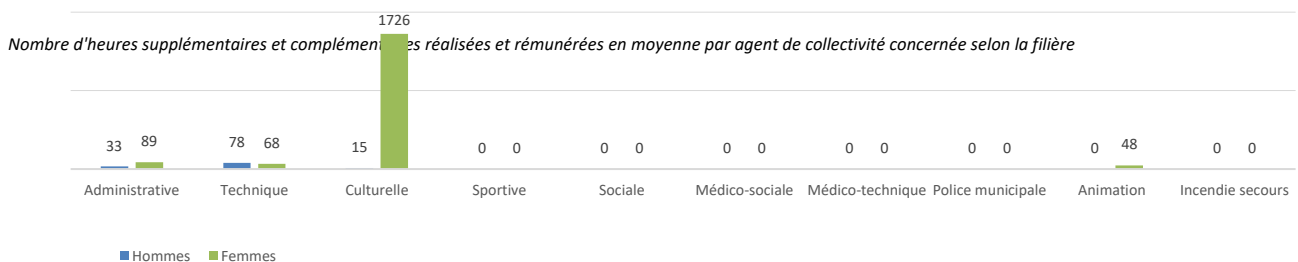 1726
Nombre d'heures supplémentaires et complément es réalisées et rémunérées en moyenne par agent de collectivité concernée selon la filière
33 89 78 68 15 0 0 0 0 0 0 0 0 0 0 0 48 0 0
Administrative Technique Culturelle Sportive Sociale Médico-sociale Médico-technique Police municipale Animation Incendie secours
Hommes Femmes